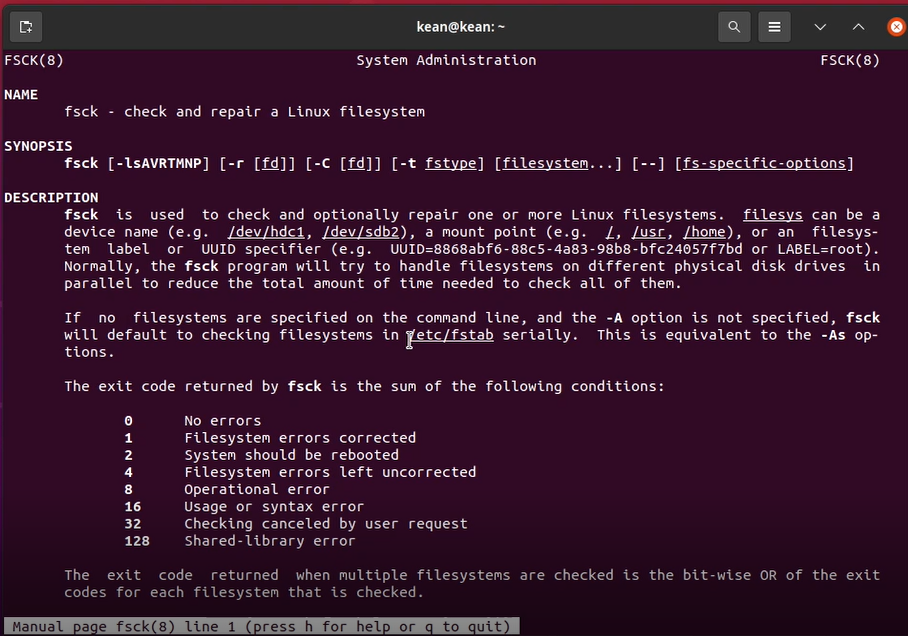 kean@kean: ~
FSCK(8) System Administration FSCK(8)
NAME
fsck - check and repair a Linux filesystem
SYNOPSIS
fsck [-lsAVRTMNP] [-r [fd]] [-C [fd]] [-t fstype] [filesystem...] [--] [fs-specific-options]
DESCRIPTION
fsck is used to check and optionally repair one or more Linux filesystems. filesys can be a
device name (e.g. /dev/hdc1, /dev/sdb2), a mount point (e.g. /, /usr, /home), or an filesys-
tem label or UUID specifier (e.g. UUID=8868abf6-88c5-4a83-98b8-bfc24057f7bd or LABEL=root).
Normally, the fsck program will try to handle filesystems on different physical disk drives in
parallel to reduce the total amount of time needed to check all of them.
If no filesystems are specified on the command line, and the -A option is not specified, fsck
will default to checking filesystems in /etc/fstab serially. This is equivalent to the -As op-
tions.
The exit code returned by fsck is the sum of the following conditions:
0 No errors
1 Filesystem errors corrected
2 System should be rebooted
4 Filesystem errors left uncorrected
8 Operational error
16 Usage or syntax error
32 Checking canceled by user request
128 Shared-library error
The exit code returned when multiple filesystems are checked is the bit-wise OR of the exit
codes for each filesystem that is checked.
Manual page fsck(8) line 1 (press h for help or q to quit)